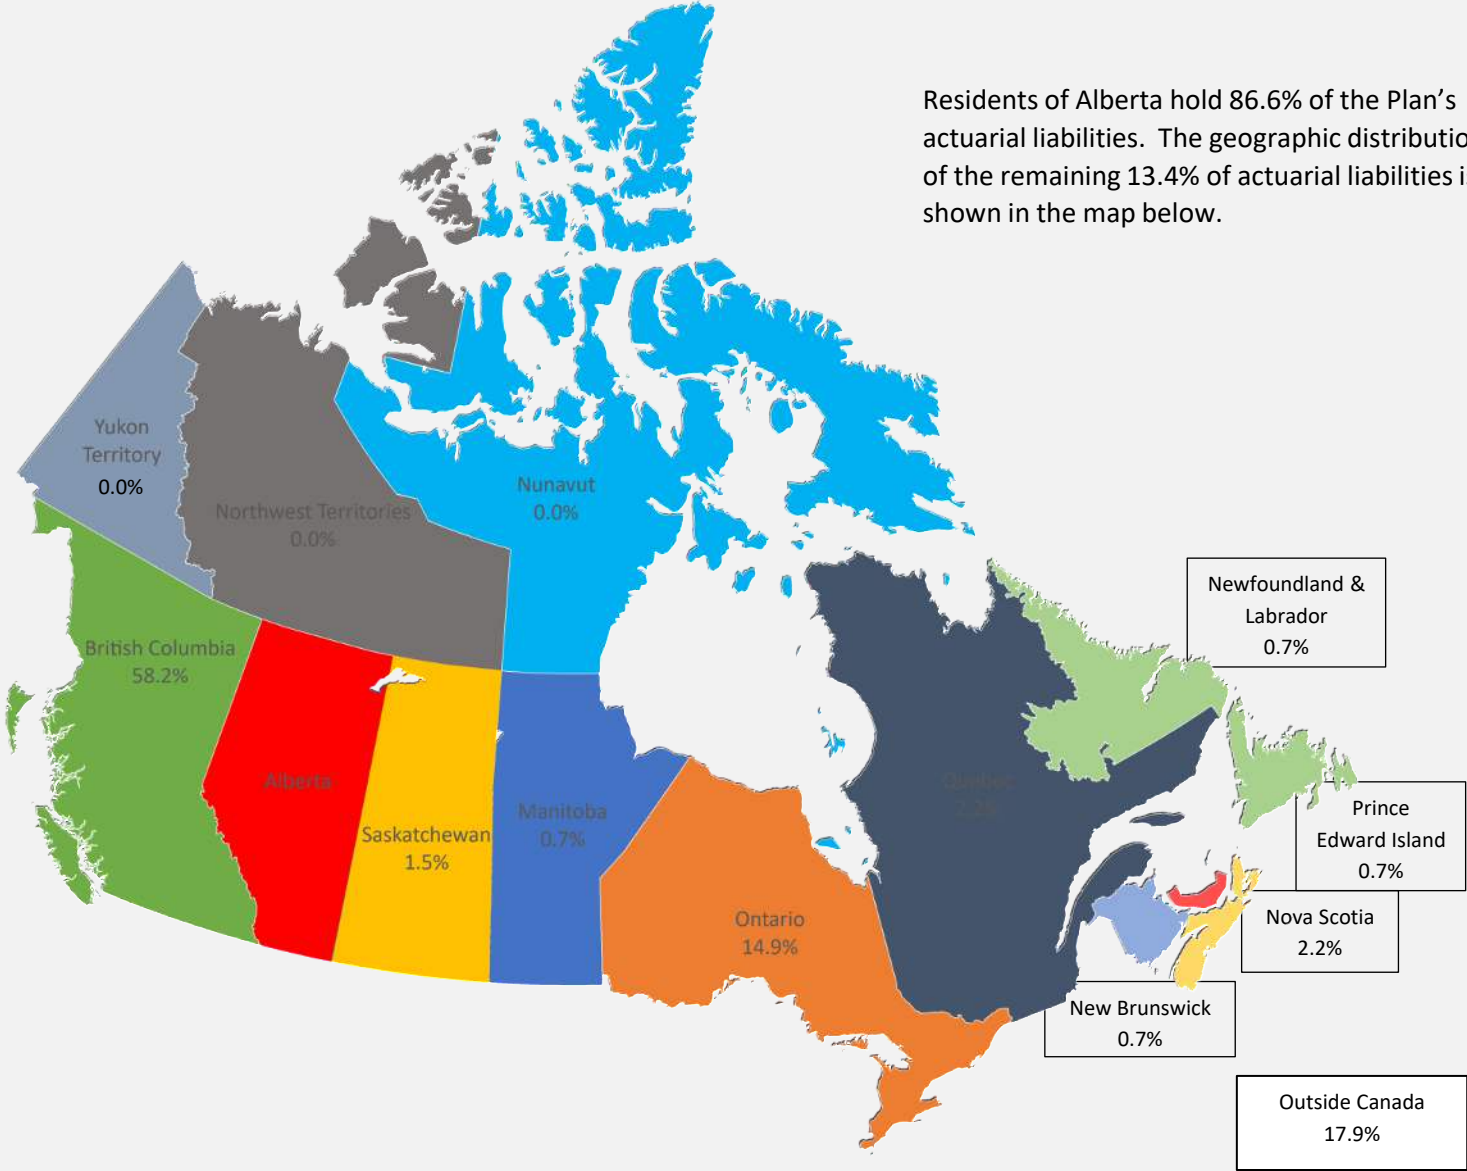 Residents of Alberta hold 86.6% of the Plan's
actuarial liabilities. The geographic distributio
of the remaining 13.4% of actuarial liabilities i
shown in the map below.
Yukon
Territory
0.0%
Northwest Territories
0.0%
Nunavut
0.0%
Newfoundland &
Labrador
0.7%
British Columbia
58.2%
Alberta
Saskatchewan
1.5%
Manitoba
0.7%
Quebec
2.2%
Prince
Edward Island
0.7%
Ontario
14.9%
Nova Scotia
2.2%
New Brunswick
0.7%
Outside Canada
17.9%